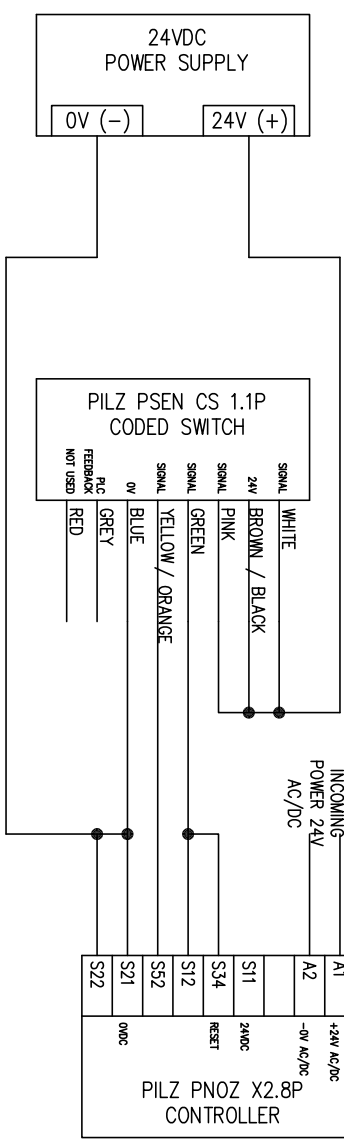 24VDC
POWER SUPPLY
0V (-)
24V (+)
PILZ PSEN CS 1.1P
CODED SWITCH
NOT USED
PLC
FEEDBACK
0V
SIGNAL
SIGNAL
SIGNAL
24V
SIGNAL
RED
GREY
BLUE
YELLOW / ORANGE
GREEN
PINK
BROWN / BLACK
WHITE
INCOMING
POWER 24V
AC/DC
S22
S21
S52
S12
S34
S11
A2
A1
0VDC
RESET
24VDC
-0V AC/DC
+24V AC/DC
PILZ PNOZ X2.8P
CONTROLLER